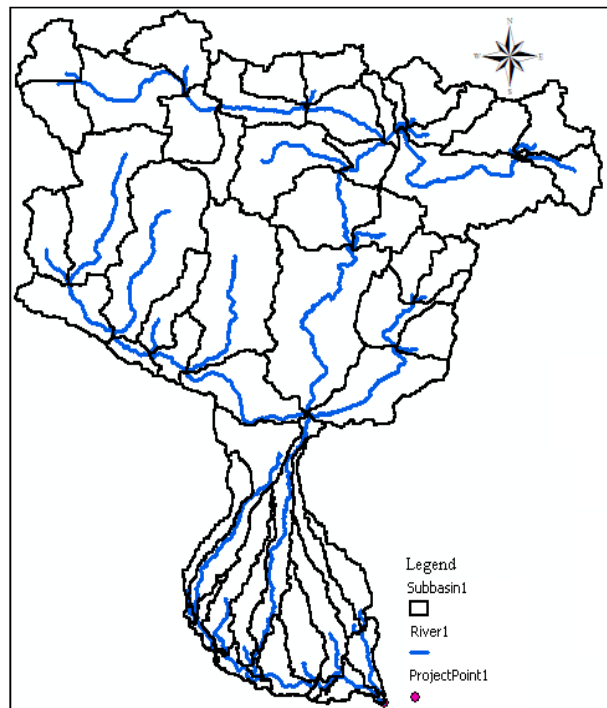 N
W E
S
Legend
Subbasin1
River1
ProjectPoint1